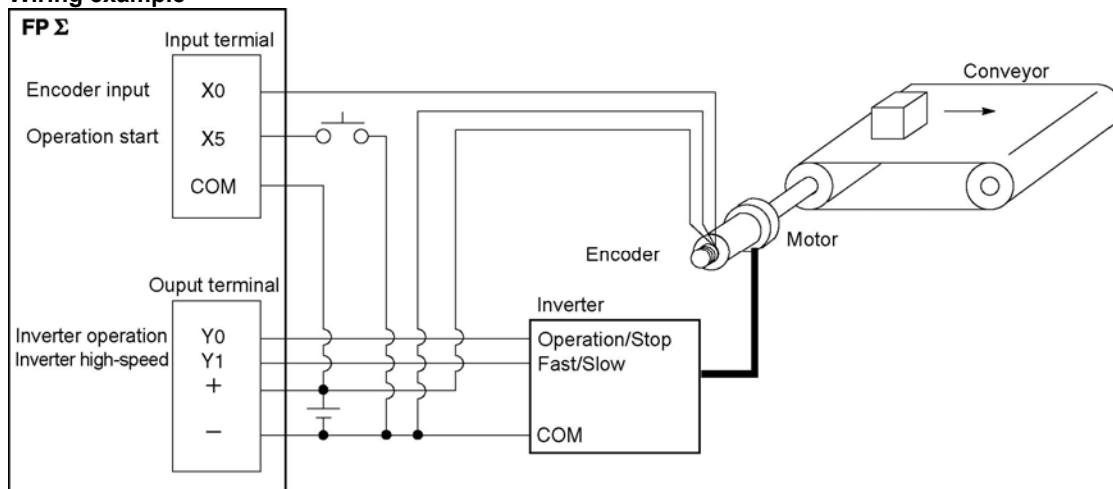 Wiring example
FP Σ
Input termial
Encoder input
X0
Operation start
X5
COM
Conveyor
Motor
Encoder
Ouput terminal
Inverter
Inverter operation
Y0
Operation/Stop
Inverter high-speed
Y1
Fast/Slow
+
−
COM